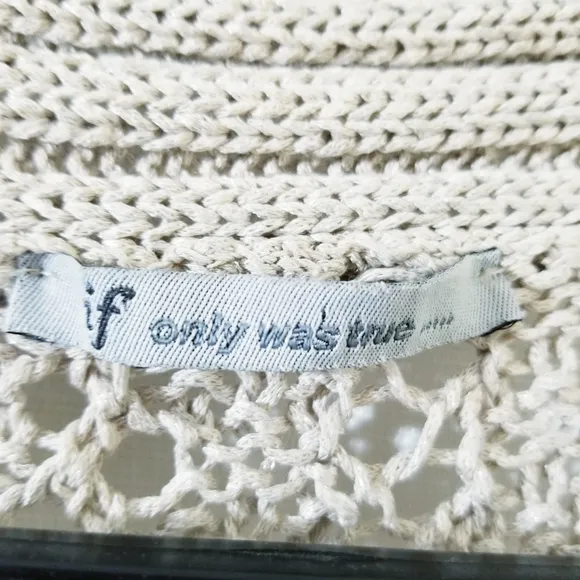 if only was true ....